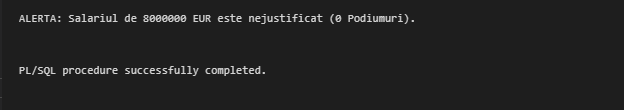 ALERTA: Salariul de 8000000 EUR este nejustificat (0 Podiumuri).
PL/SQL procedure successfully completed.